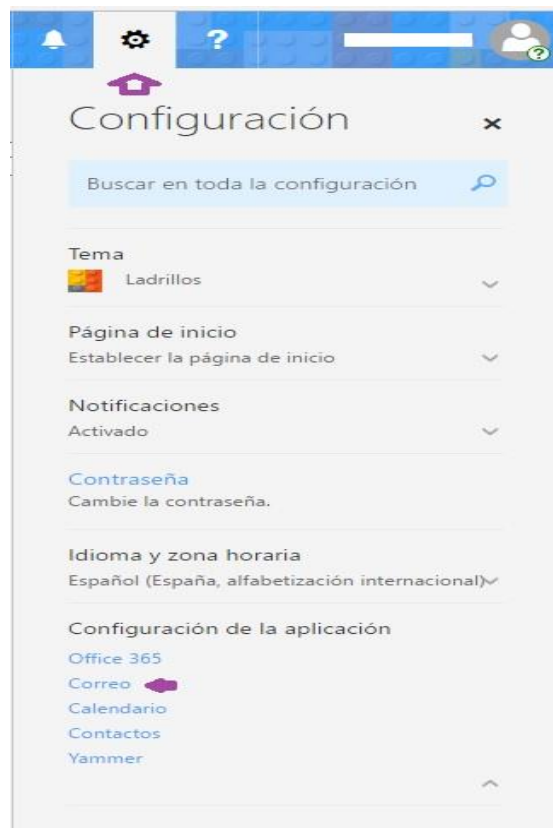 ?
Configuración
Buscar en toda la configuración
Tema
Ladrillos
Página de inicio
Establecer la página de inicio
Notificaciones
Activado
Contraseña
Cambie la contraseña.
Idioma y zona horaria
Español (España, alfabetización internacional)
Configuración de la aplicación
Office 365
Correo
Calendario
Contactos
Yammer